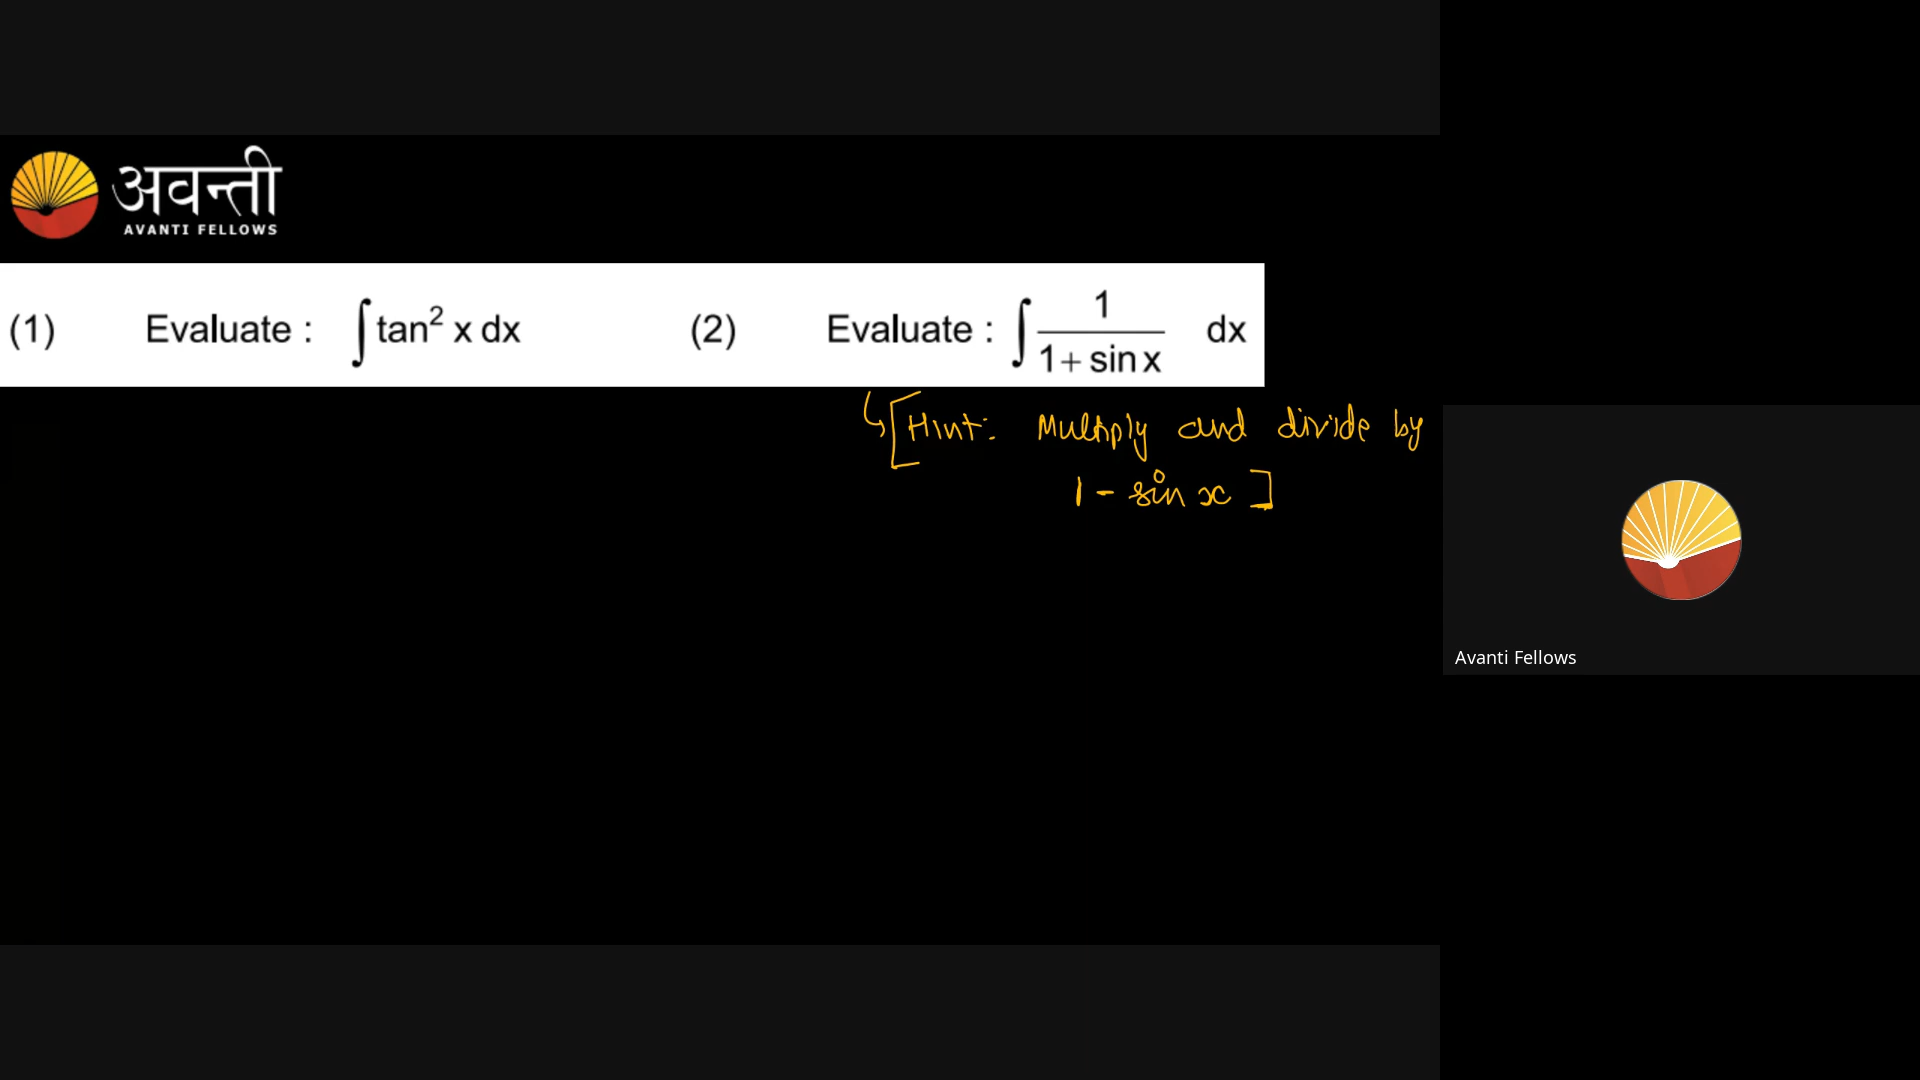 अवन्ती
AVANTI FELLOWS
(1) Evaluate : ∫ tan² x dx (2) Evaluate : ∫ 1/(1+ sin x) dx
↳ [Hint: Multiply and divide by
1 - sin x ]
Avanti Fellows